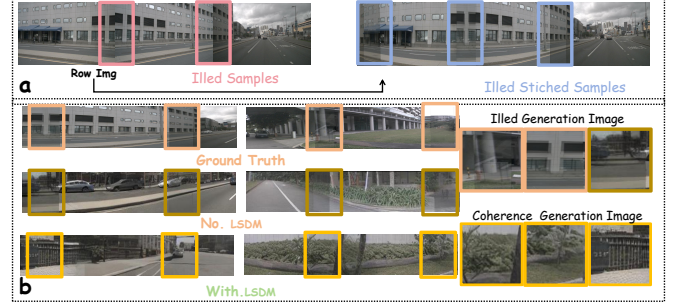 Row Img
Illed Samples
Illed Stiched Samples
a
Illed Generation Image
Ground Truth
No. LSDM
Coherence Generation Image
With.LSDM
b